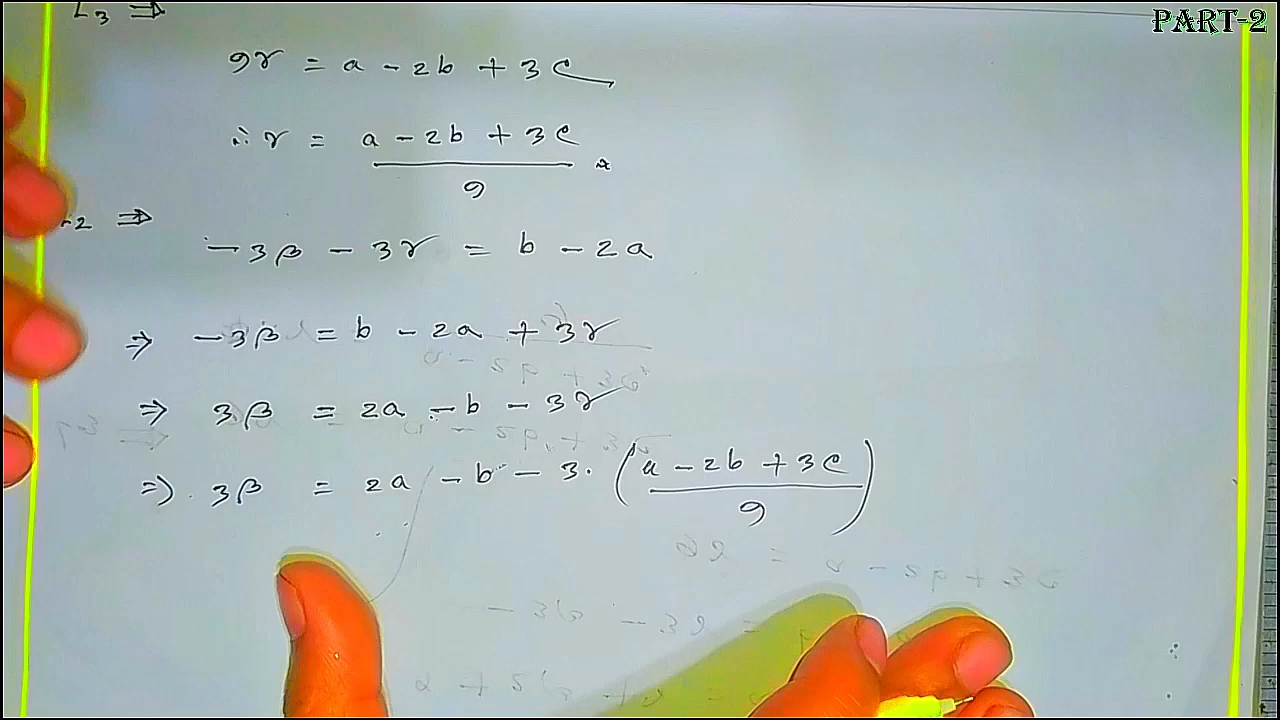 PART-2
L3 ⇒
9γ = a - 2b + 3c
∴ γ = (a - 2b + 3c) / 9
2 ⇒
-3β - 3γ = b - 2a
⇒ -3β = b - 2a + 3γ
⇒ 3β = 2a - b - 3γ
⇒ 3β = 2a - b - 3. ((a - 2b + 3c) / 9)